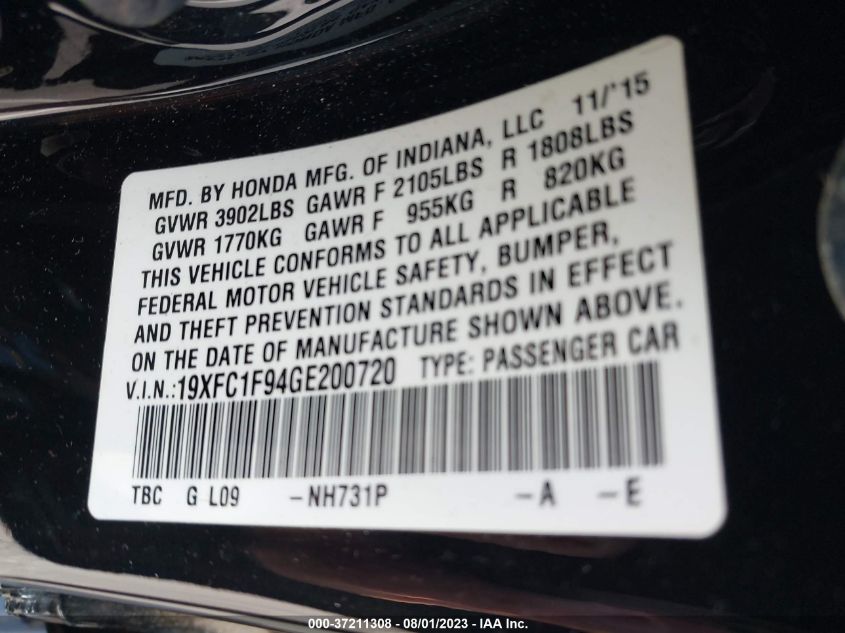 MFD. BY HONDA MFG. OF INDIANA, LLC 11/'15
GVWR 3902LBS GAWR F 2105LBS R 1808LBS
GVWR 1770KG GAWR F 955KG R 820KG
THIS VEHICLE CONFORMS TO ALL APPLICABLE
FEDERAL MOTOR VEHICLE SAFETY, BUMPER,
AND THEFT PREVENTION STANDARDS IN EFFECT
ON THE DATE OF MANUFACTURE SHOWN ABOVE.
V.I.N.:19XFC1F94GE200720 TYPE: PASSENGER CAR
TBC G L09 -NH731P -A -E
000-37211308 - 08/01/2023 - IAA Inc.